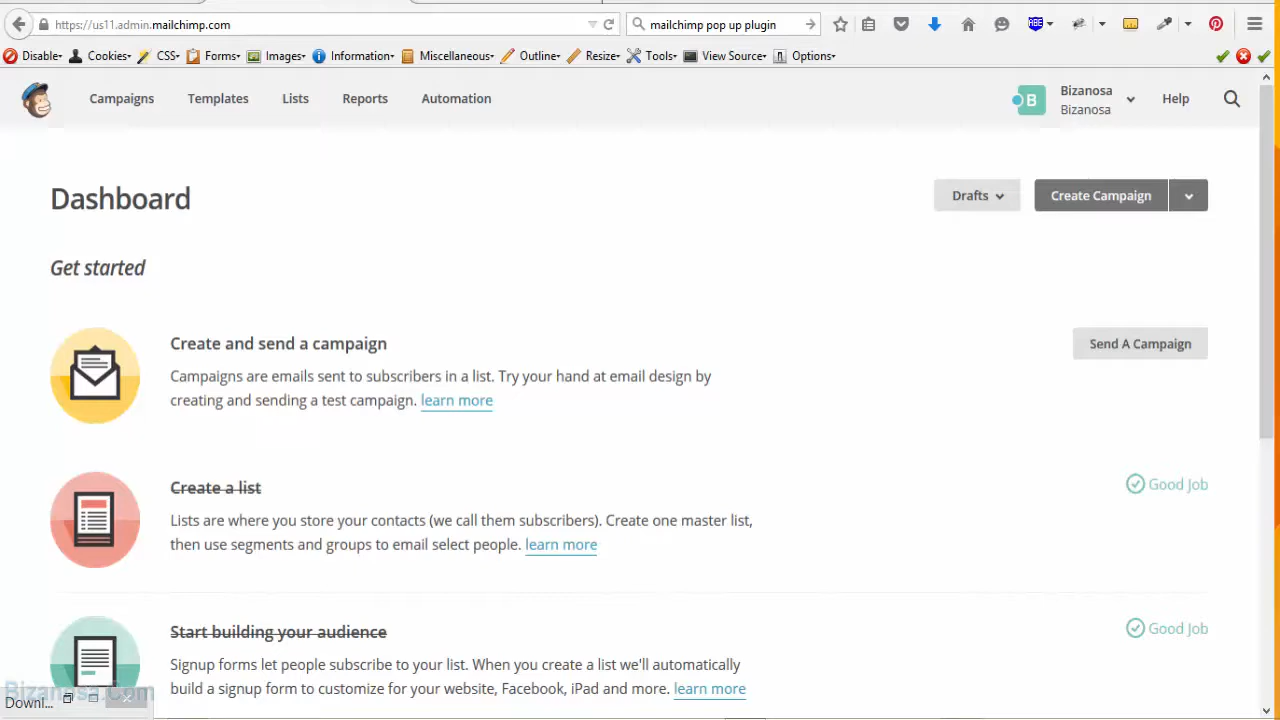 https://us11.admin.mailchimp.com
mailchimp pop up plugin
ABE
Disable Cookies CSS Forms Images Information Miscellaneous Outline Resize Tools View Source Options
Campaigns Templates Lists Reports Automation
B
Bizanosa
Bizanosa
Help
Dashboard
Drafts
Create Campaign
Get started
Create and send a campaign
Send A Campaign
Campaigns are emails sent to subscribers in a list. Try your hand at email design by
creating and sending a test campaign. learn more
Create a list
Good Job
Lists are where you store your contacts (we call them subscribers). Create one master list,
then use segments and groups to email select people. learn more
Start building your audience
Good Job
Signup forms let people subscribe to your list. When you create a list we'll automatically
build a signup form to customize for your website, Facebook, iPad and more. learn more
Bizanosa.Com
Downl...